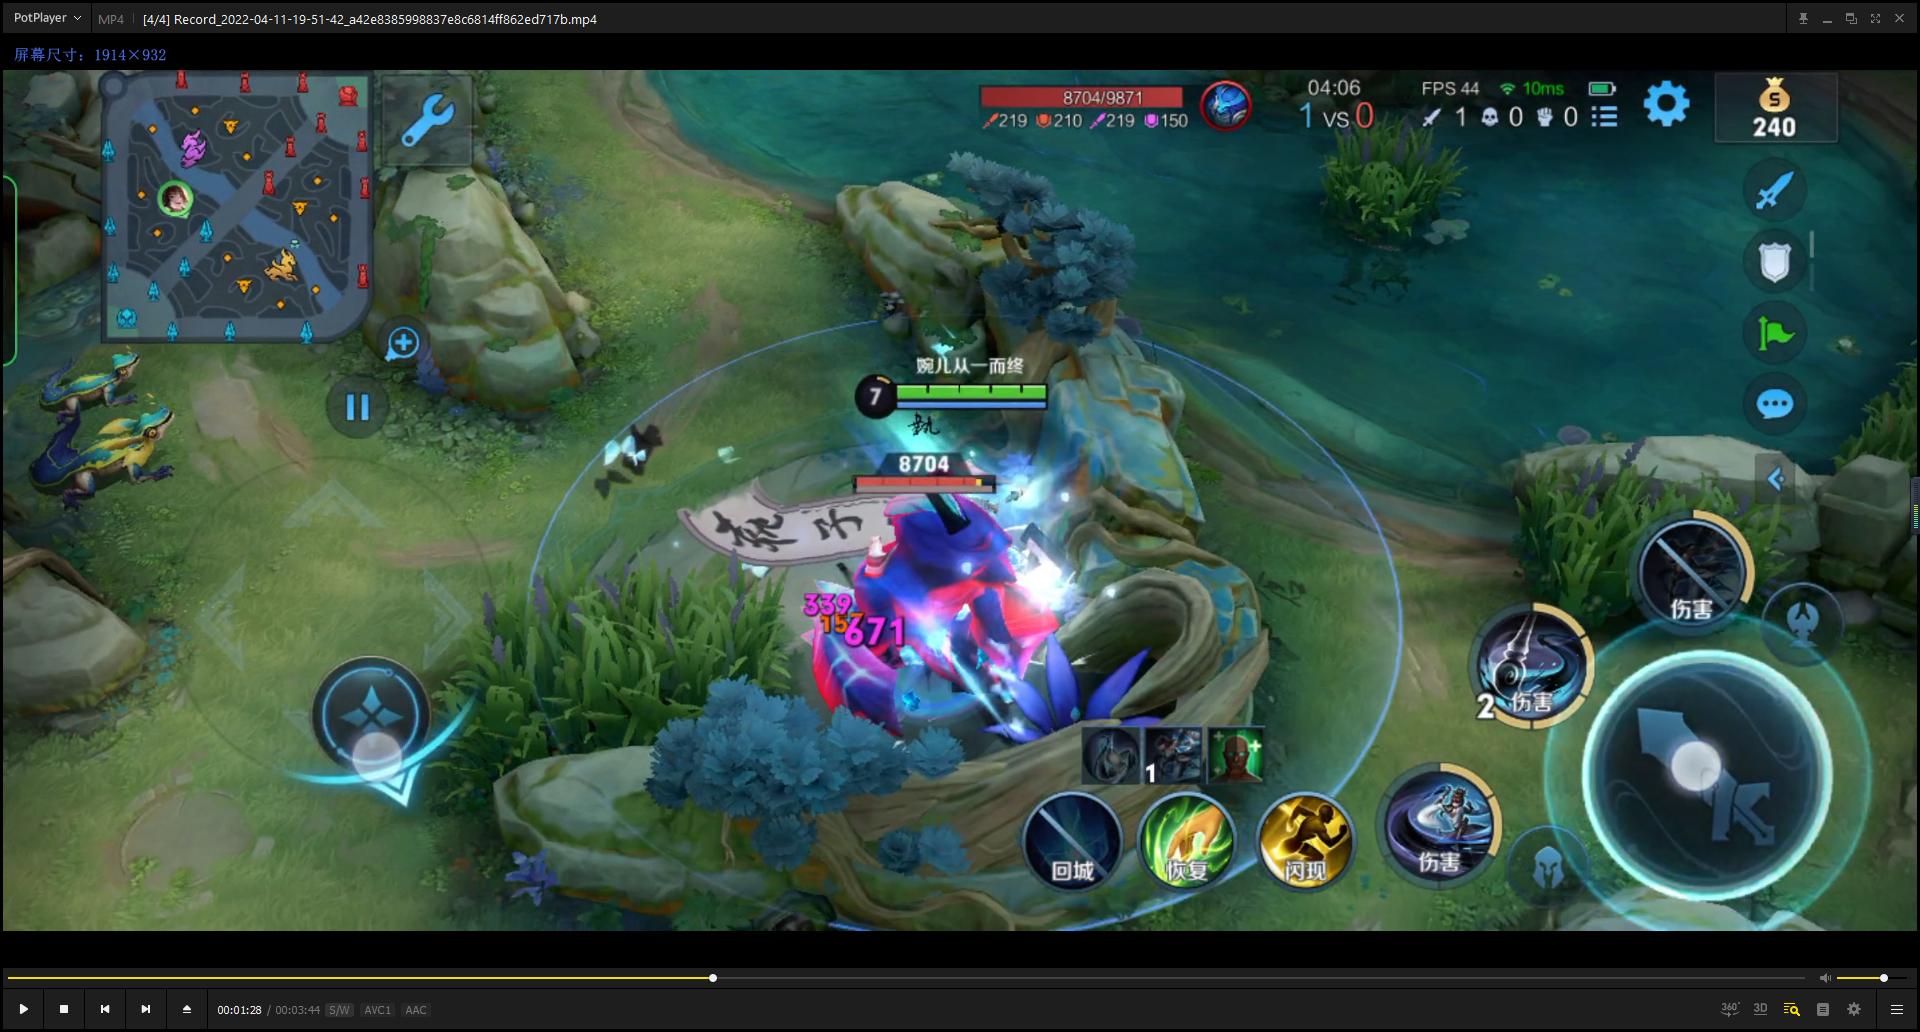 PotPlayer
MP4
[4/4] Record_2022-04-11-19-51-42_a42e8385998837e8c6814ff862ed717b.mp4
屏幕尺寸：1914×932
8704/9871
219 210 219 150
04:06
1 VS 0
FPS 44 10ms
1 0 0
240
婉儿从一而终
7
8704
339
157
671
伤害
2 伤害
伤害
1
回城
恢复
闪现
00:01:28 / 00:03:44 S/W AVC1 AAC
360°
3D